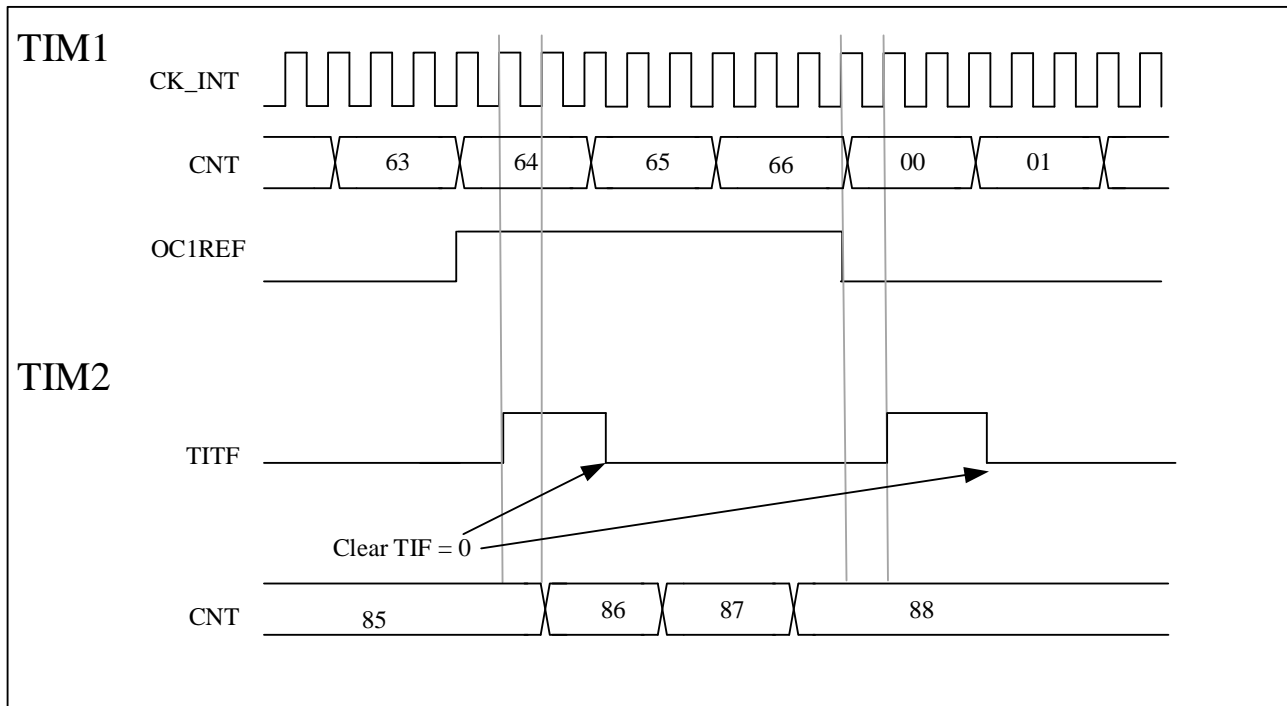 TIM1
CK_INT
CNT
63 64 65 66 00 01
OC1REF
TIM2
TITF
Clear TIF = 0
CNT
85 86 87 88